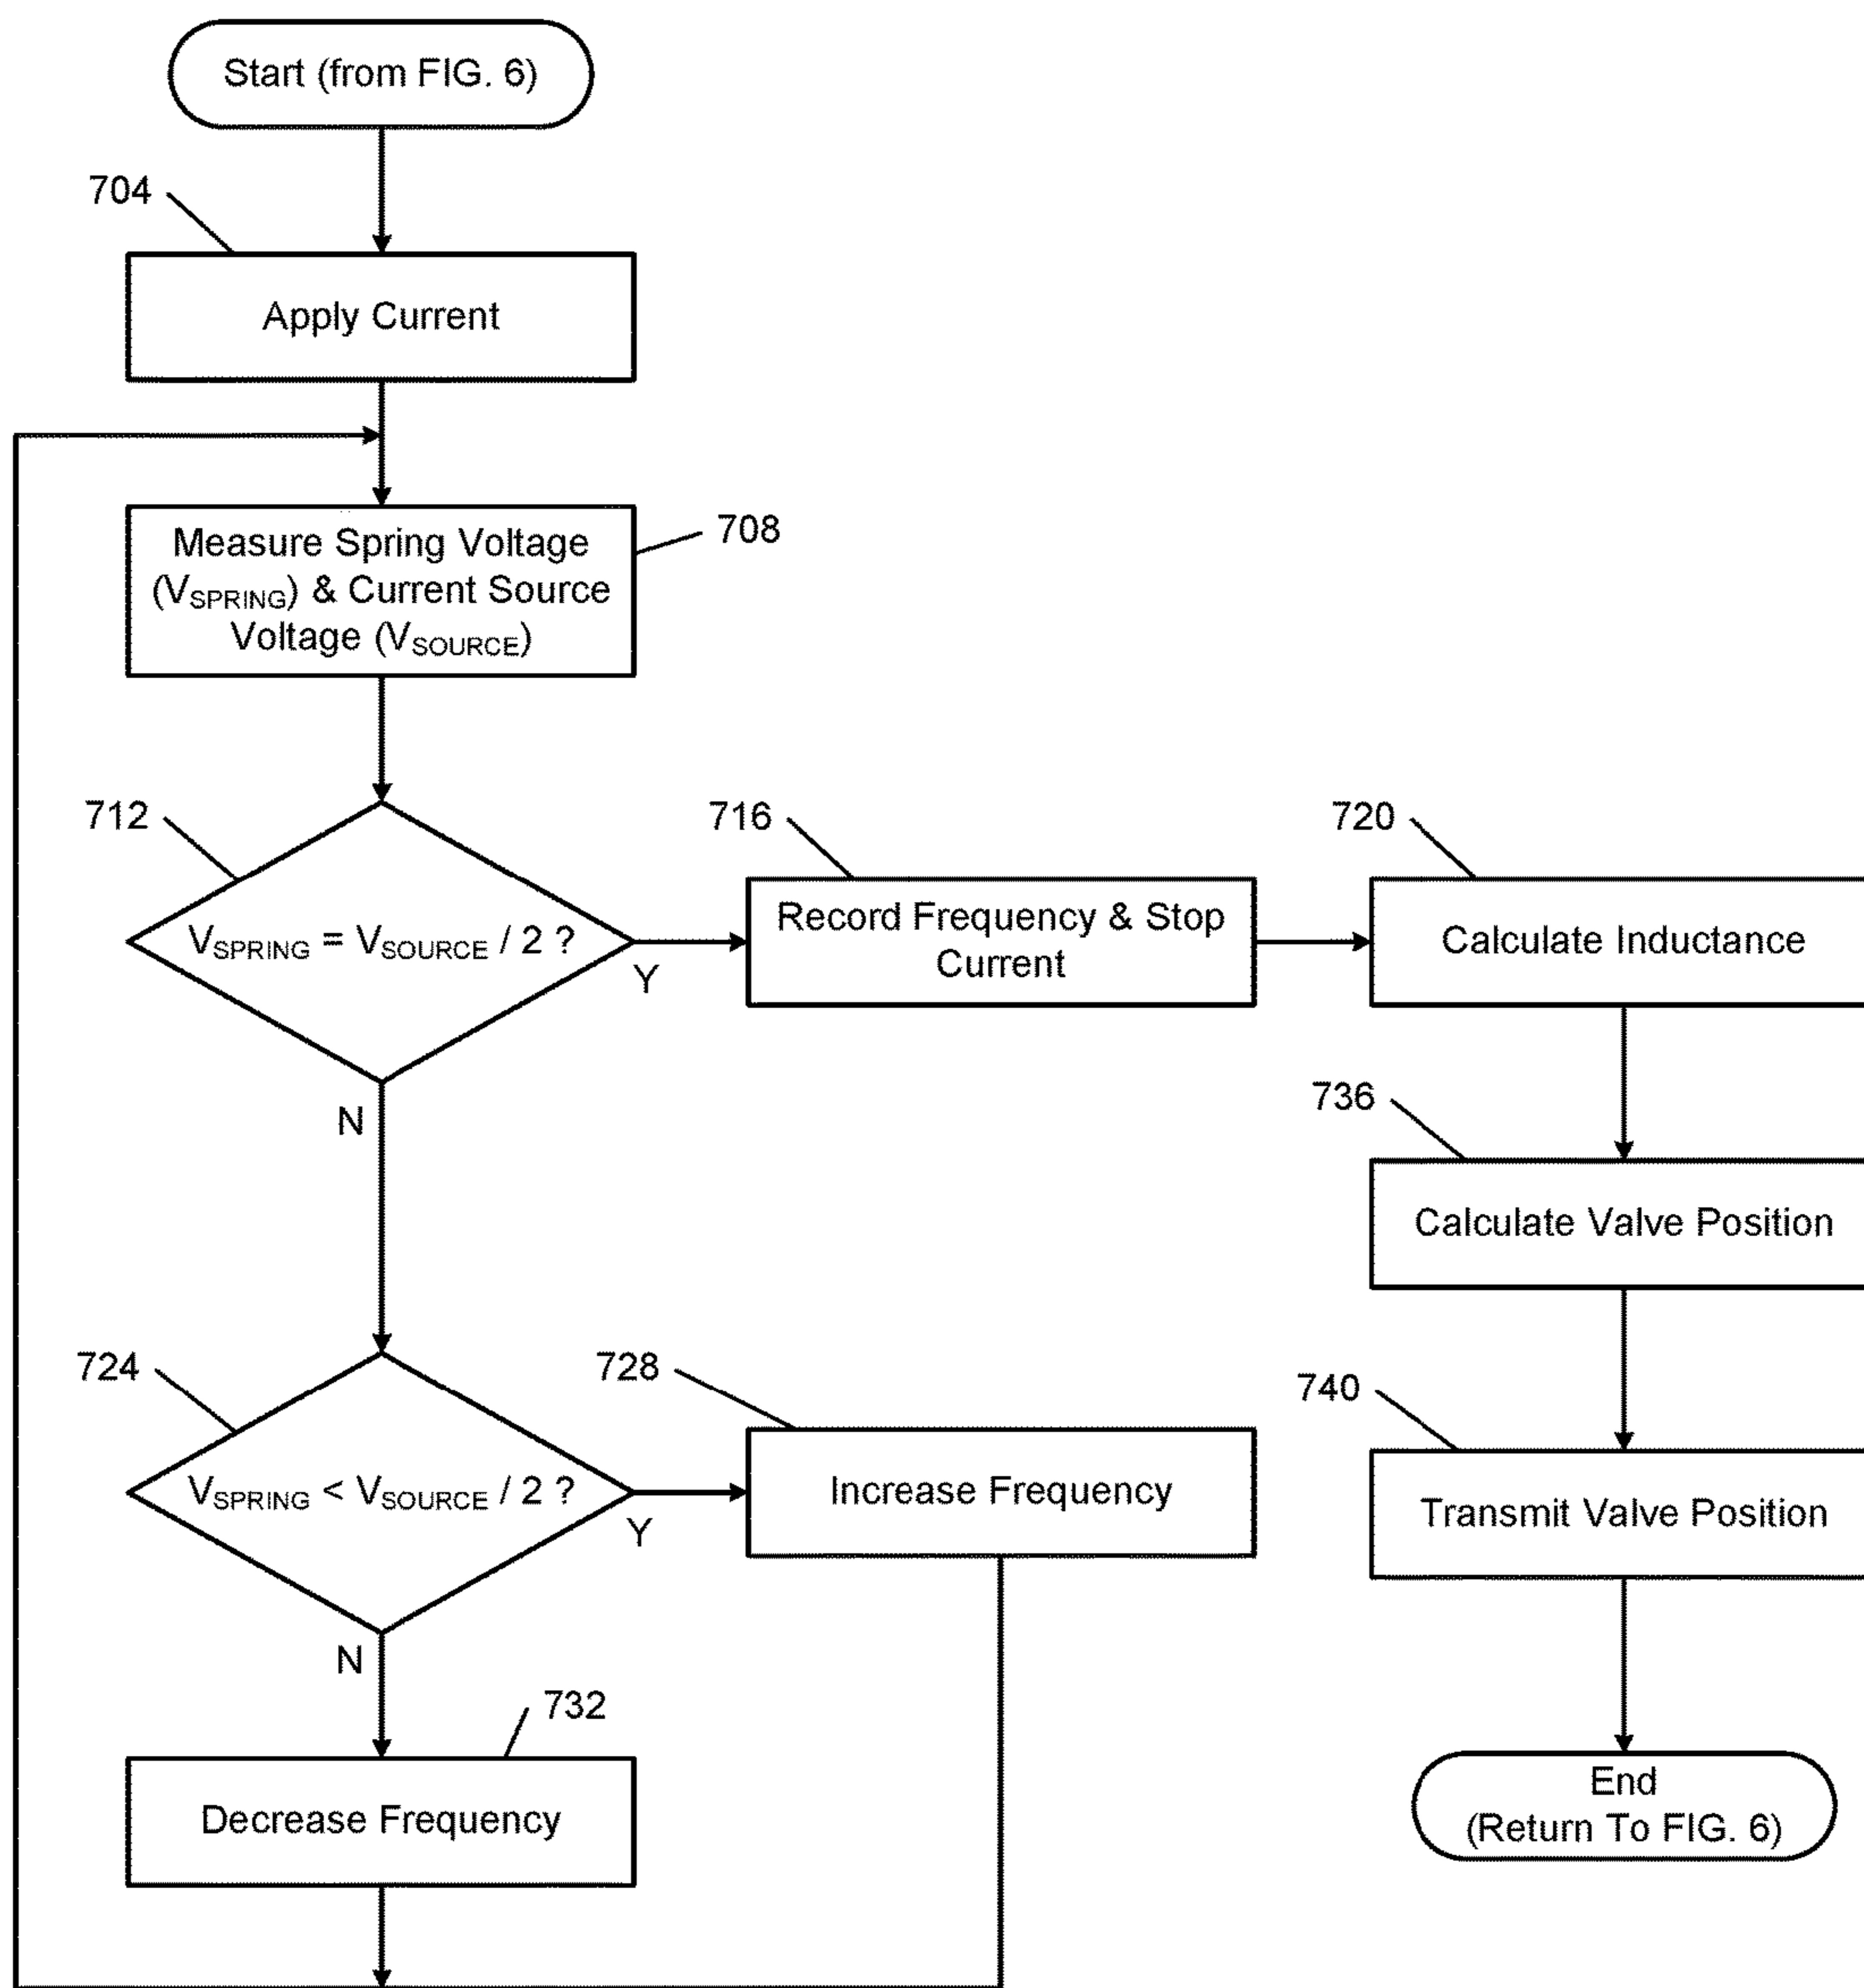 Start (from FIG. 6)
704
Apply Current
Measure Spring Voltage
(VSPRING) & Current Source
Voltage (VSOURCE)
708
712
VSPRING = VSOURCE / 2 ?
Y
N
716
Record Frequency & Stop
Current
720
Calculate Inductance
736
Calculate Valve Position
724
VSPRING < VSOURCE / 2 ?
Y
N
728
Increase Frequency
740
Transmit Valve Position
732
Decrease Frequency
End
(Return To FIG. 6)